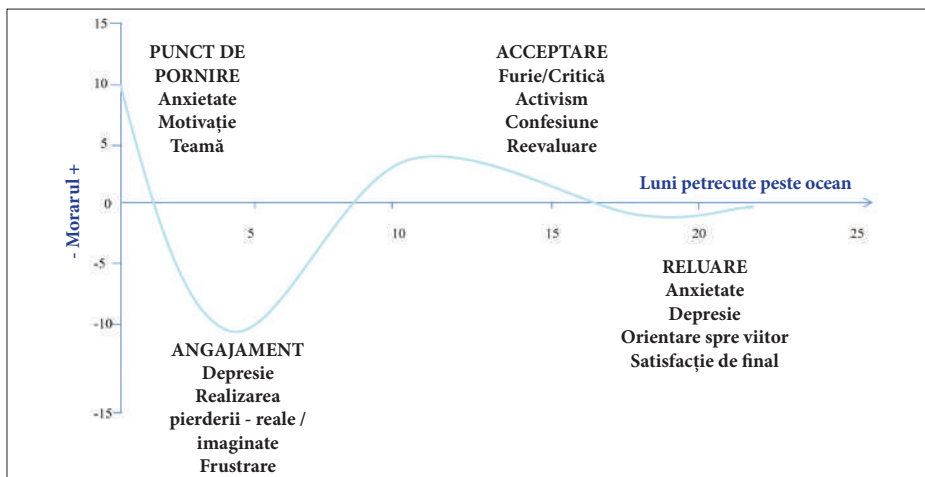 15
10
5
0
-5
-10
-15
- Morarul +
PUNCT DE
PORNIRE
Anxietate
Motivație
Teamă
ACCEPTARE
Furie/Critică
Activism
Confesiune
Reevaluare
Luni petrecute peste ocean
5
10
15
20
25
ANGAJAMENT
Depresie
Realizarea
pierderii - reale /
imaginate
Frustrare
RELUARE
Anxietate
Depresie
Orientare spre viitor
Satisfacție de final